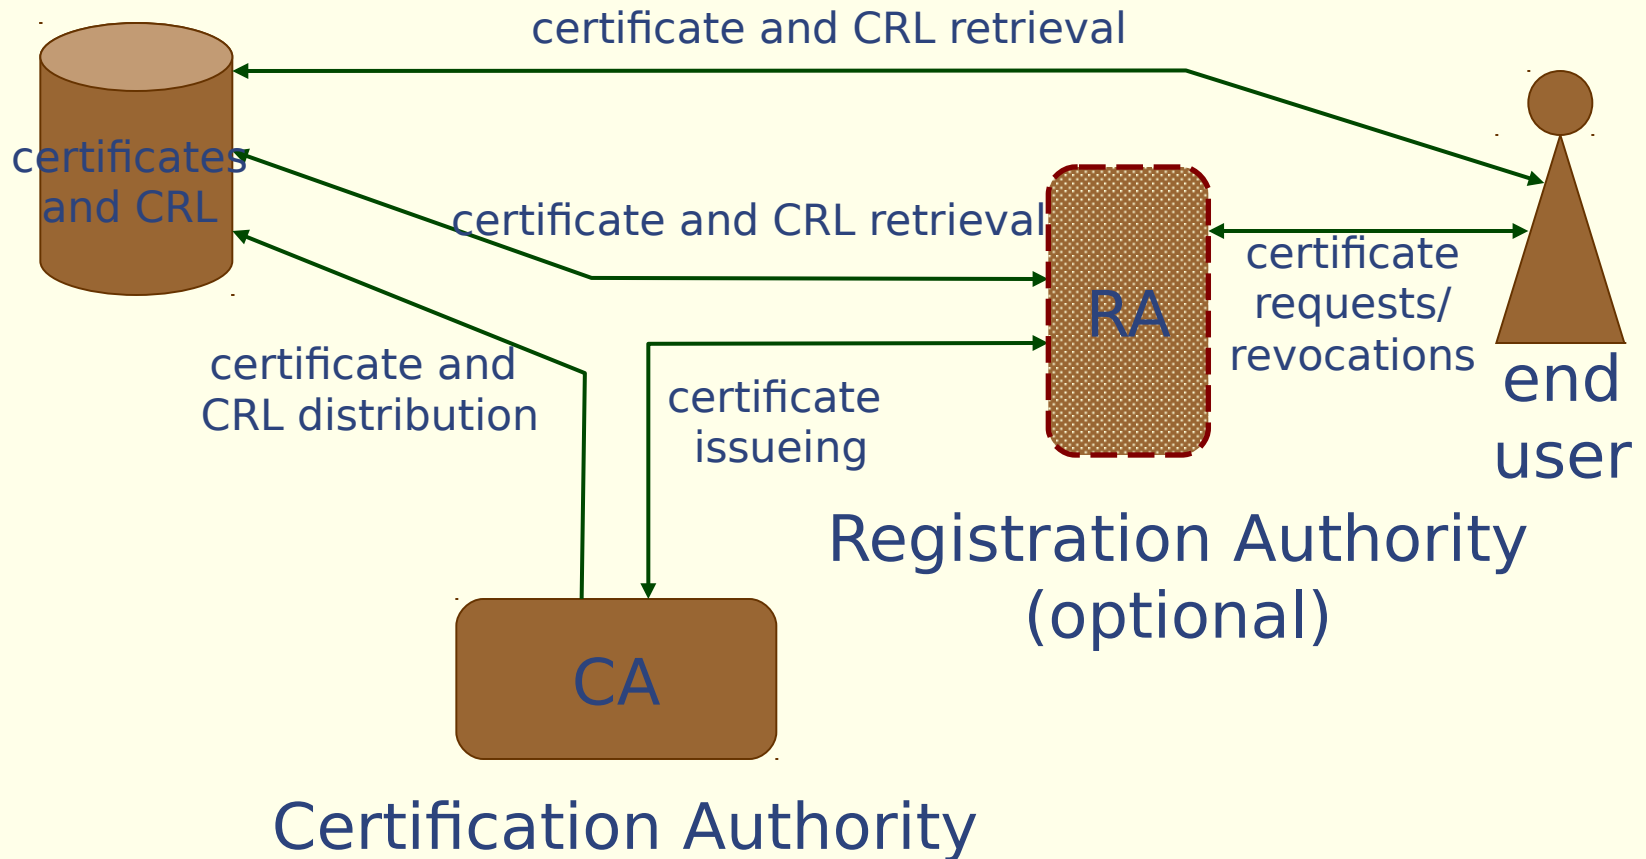 certificate and CRL retrieval
certificates
and CRL
certificate and CRL retrieval
RA
certificate
requests/
revocations
end
user
certificate and
CRL distribution
certificate
issueing
Registration Authority
(optional)
CA
Certification Authority